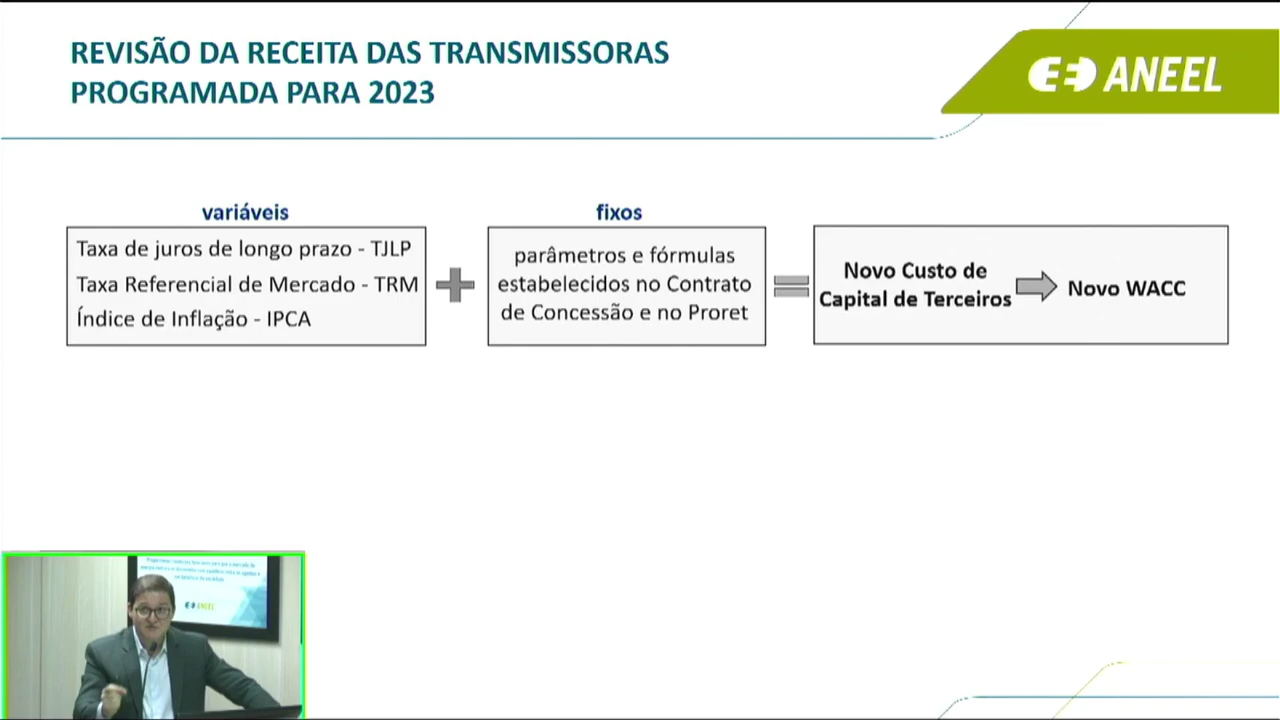 REVISÃO DA RECEITA DAS TRANSMISSORAS
PROGRAMADA PARA 2023
ANEEL
variáveis
Taxa de juros de longo prazo - TJLP
Taxa Referencial de Mercado - TRM
Índice de Inflação - IPCA
fixos
parâmetros e fórmulas
estabelecidos no Contrato
de Concessão e no Proret
Novo Custo de
Capital de Terceiros
Novo WACC
ANEEL